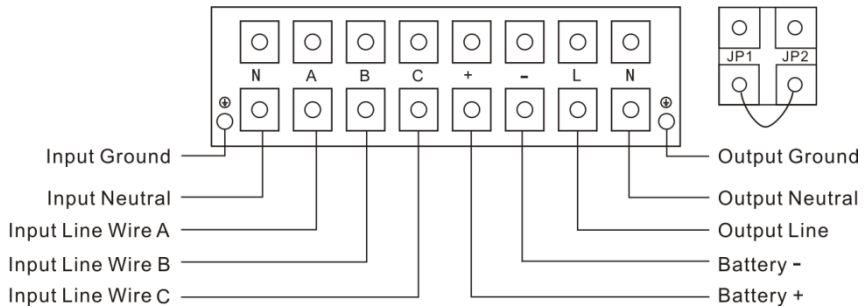 N A B C + - L N
JP1 JP2
Input Ground
Input Neutral
Input Line Wire A
Input Line Wire B
Input Line Wire C
Output Ground
Output Neutral
Output Line
Battery -
Battery +